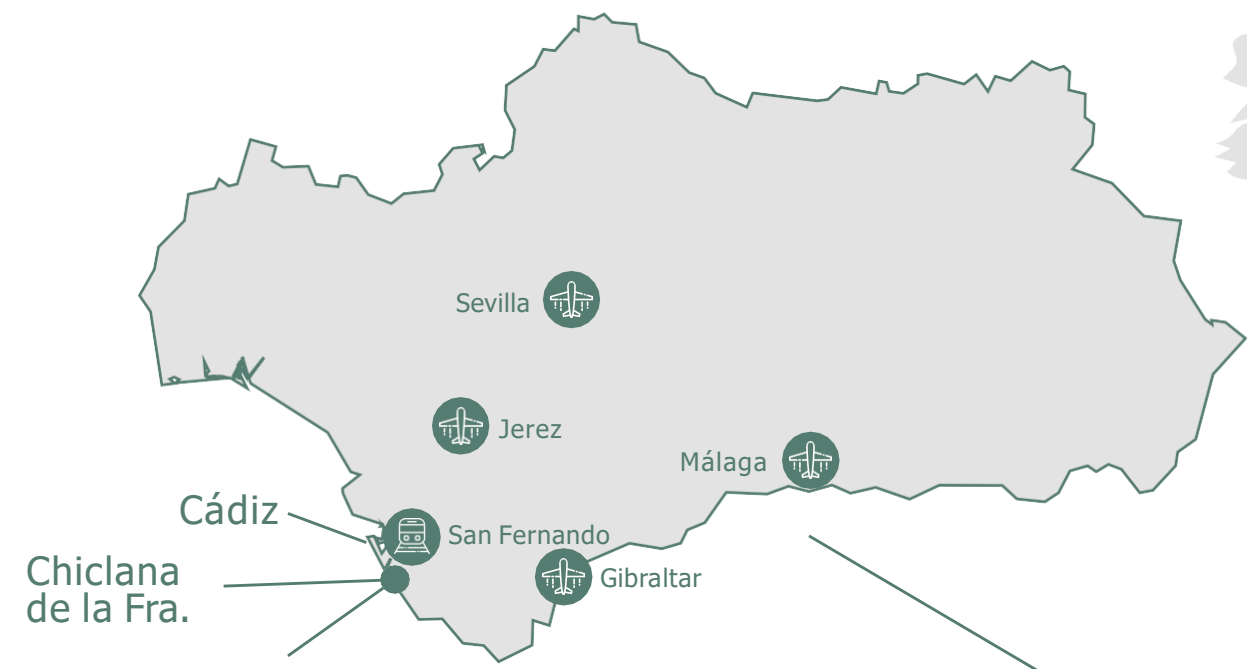 Sevilla
Jerez
Málaga
Cádiz
San Fernando
Chiclana
de la Fra.
Gibraltar